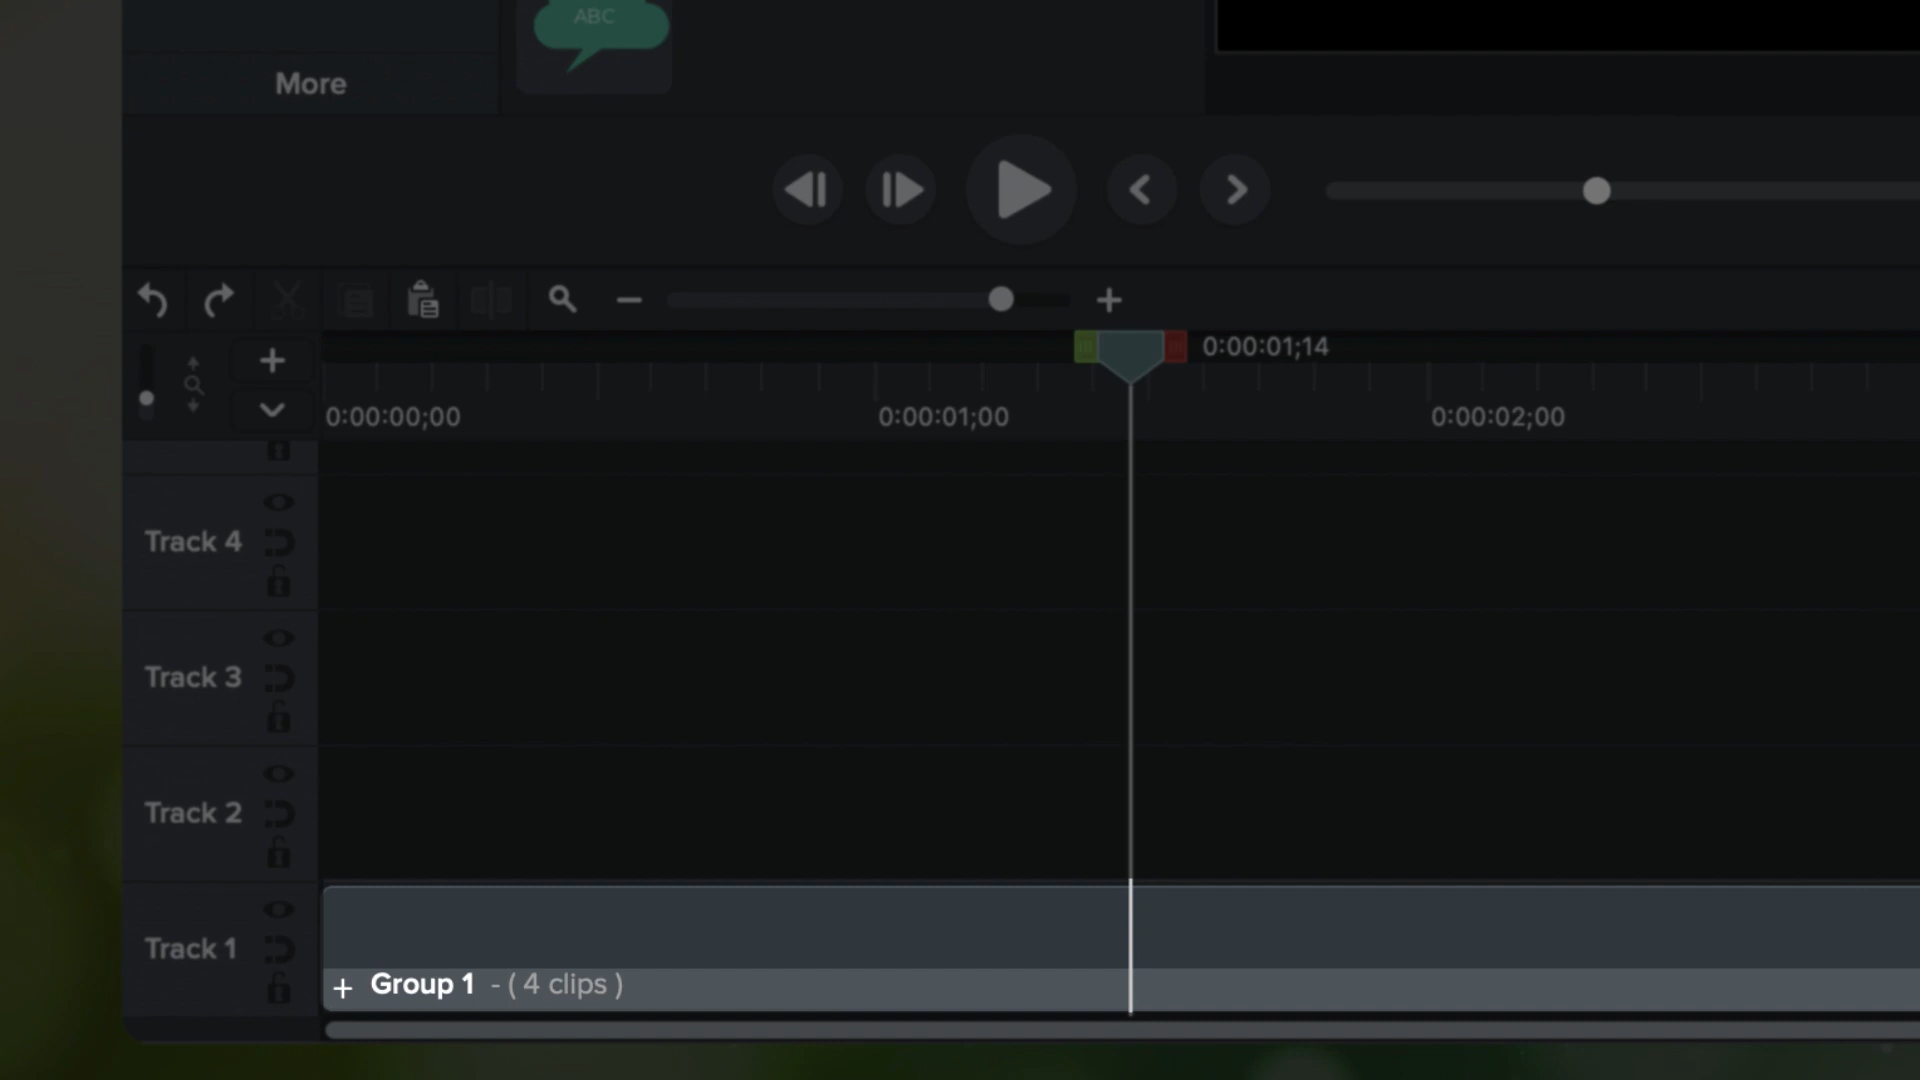 ABC
More
0:00:01;14
0:00:00;00 0:00:01;00 0:00:02;00
Track 4
Track 3
Track 2
Track 1
+ Group 1 - ( 4 clips )